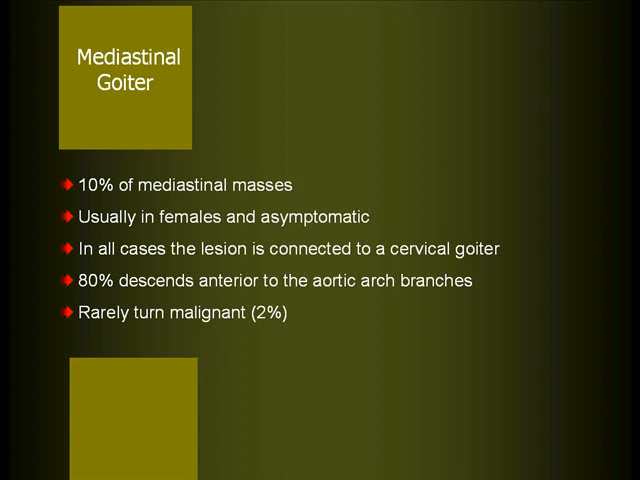 Mediastinal
Goiter
10% of mediastinal masses
Usually in females and asymptomatic
In all cases the lesion is connected to a cervical goiter
80% descends anterior to the aortic arch branches
Rarely turn malignant (2%)